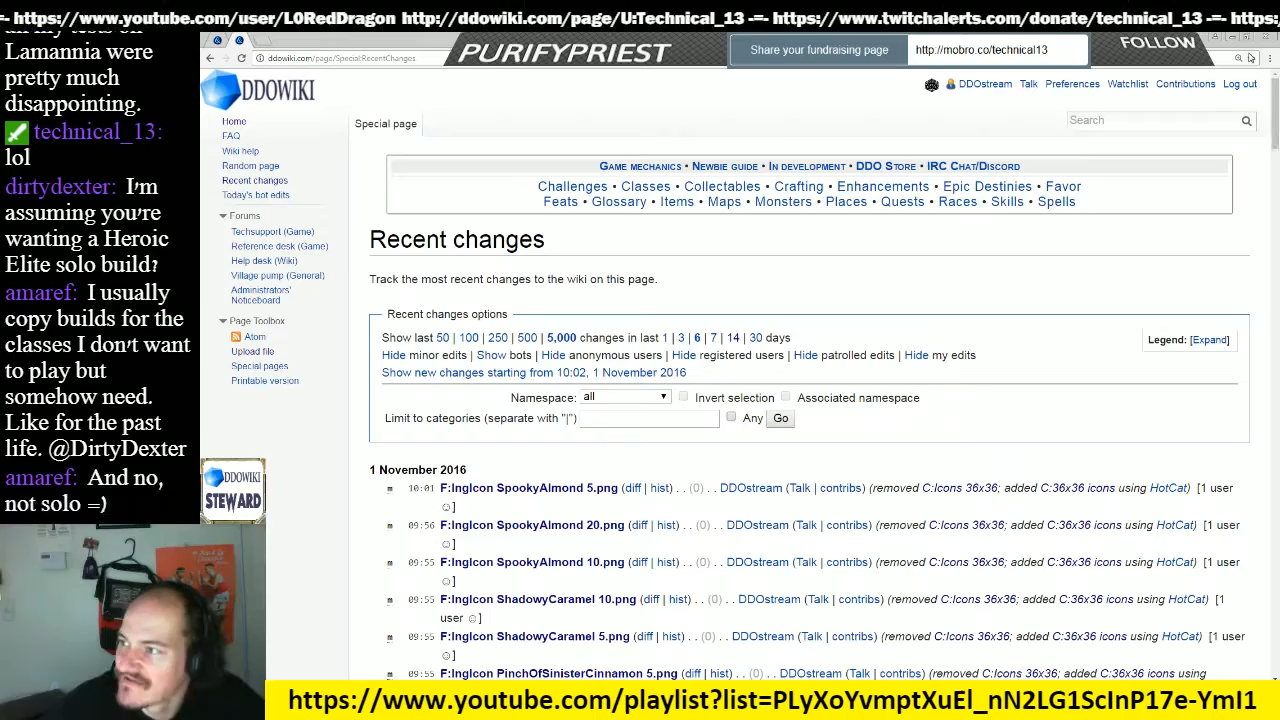 =- https://www.youtube.com/user/L0RedDragon http://ddowiki.com/page/U:Technical_13 -=- https://www.twitchalerts.com/donate/technical_13 -=- https:
Lamannia were
pretty much
disappointing.
technical_13:
lol
dirtydexter: I'm
assuming you're
wanting a Heroic
Elite solo build?
amaref: I usually
copy builds for the
classes I don't want
to play but
somehow need.
Like for the past
life. @DirtyDexter
amaref: And no,
not solo =)
ddowiki.com/page/Special:RecentChanges
PURIFYPRIEST
Share your fundraising page
http://mobro.co/technical13
FOLLOW
DDOWIKI
DDOstream Talk Preferences Watchlist Contributions Log out
Home
FAQ
Wiki help
Random page
Recent changes
Today's bot edits
Forums
Techsupport (Game)
Reference desk (Game)
Help desk (Wiki)
Village pump (General)
Administrators'
Noticeboard
Page Toolbox
Atom
Upload file
Special pages
Printable version
DDOWIKI
STEWARD
Special page
Search
Game mechanics • Newbie guide • In development • DDO Store • IRC Chat/Discord
Challenges • Classes • Collectables • Crafting • Enhancements • Epic Destinies • Favor
Feats • Glossary • Items • Maps • Monsters • Places • Quests • Races • Skills • Spells
Recent changes
Track the most recent changes to the wiki on this page.
Recent changes options
Show last 50 | 100 | 250 | 500 | 5,000 changes in last 1 | 3 | 6 | 7 | 14 | 30 days
Legend: [Expand]
Hide minor edits | Show bots | Hide anonymous users | Hide registered users | Hide patrolled edits | Hide my edits
Show new changes starting from 10:02, 1 November 2016
Namespace: all Invert selection Associated namespace
Limit to categories (separate with "|") Any Go
1 November 2016
m 10:01 F:IngIcon SpookyAlmond 5.png (diff | hist) . . (0) . . DDOstream (Talk | contribs) (removed C:Icons 36x36; added C:36x36 icons using HotCat) [1 user
☺]
m 09:56 F:IngIcon SpookyAlmond 20.png (diff | hist) . . (0) . . DDOstream (Talk | contribs) (removed C:Icons 36x36; added C:36x36 icons using HotCat) [1 user
☺]
m 09:55 F:IngIcon SpookyAlmond 10.png (diff | hist) . . (0) . . DDOstream (Talk | contribs) (removed C:Icons 36x36; added C:36x36 icons using HotCat) [1 user
☺]
m 09:55 F:IngIcon ShadowyCaramel 10.png (diff | hist) . . (0) . . DDOstream (Talk | contribs) (removed C:Icons 36x36; added C:36x36 icons using HotCat) [1
user ☺]
m 09:55 F:IngIcon ShadowyCaramel 5.png (diff | hist) . . (0) . . DDOstream (Talk | contribs) (removed C:Icons 36x36; added C:36x36 icons using HotCat) [1 user
☺]
m 09:55 F:IngIcon PinchOfSinisterCinnamon 5.png (diff | hist) . . (0) . . DDOstream (Talk | contribs) (removed C:Icons 36x36; added C:36x36 icons using
https://www.youtube.com/playlist?list=PLyXoYvmptXuEl_nN2LG1ScInP17e-YmI1